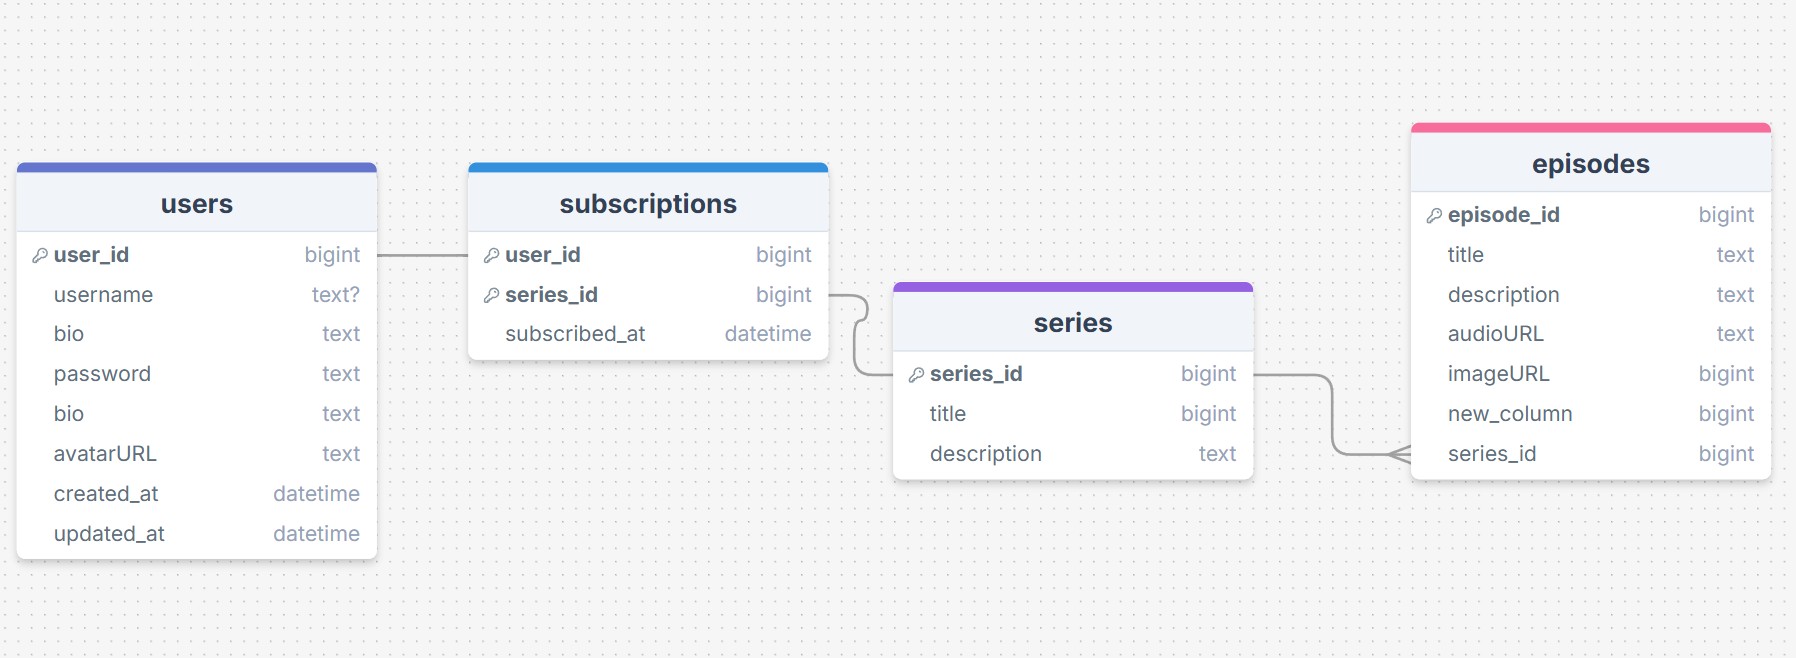 users
user_id bigint
username text?
bio text
password text
bio text
avatarURL text
created_at datetime
updated_at datetime
subscriptions
user_id bigint
series_id bigint
subscribed_at datetime
series
series_id bigint
title bigint
description text
episodes
episode_id bigint
title text
description text
audioURL text
imageURL bigint
new_column bigint
series_id bigint